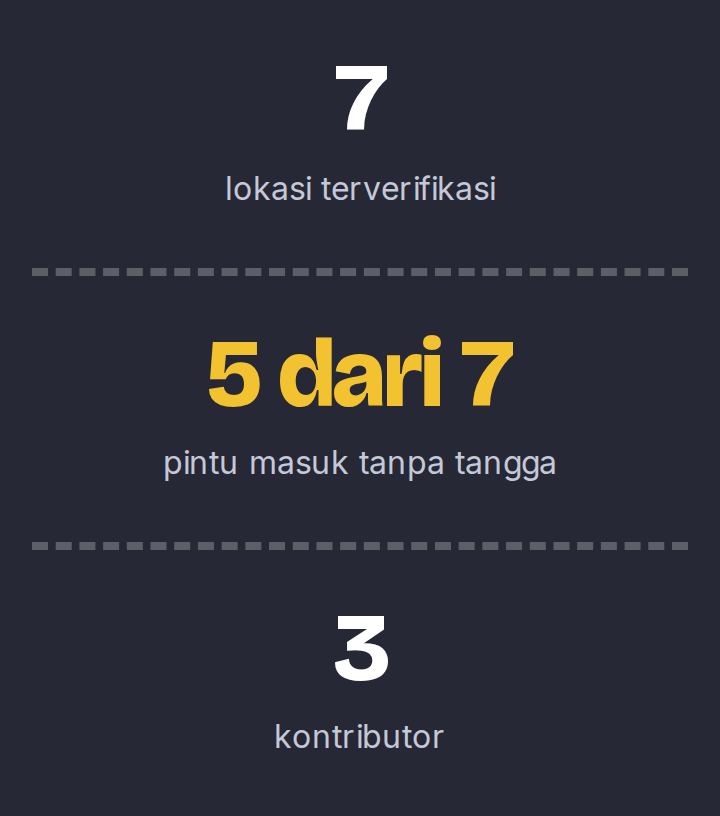 7
lokasi terverifikasi
5 dari 7
pintu masuk tanpa tangga
3
kontributor